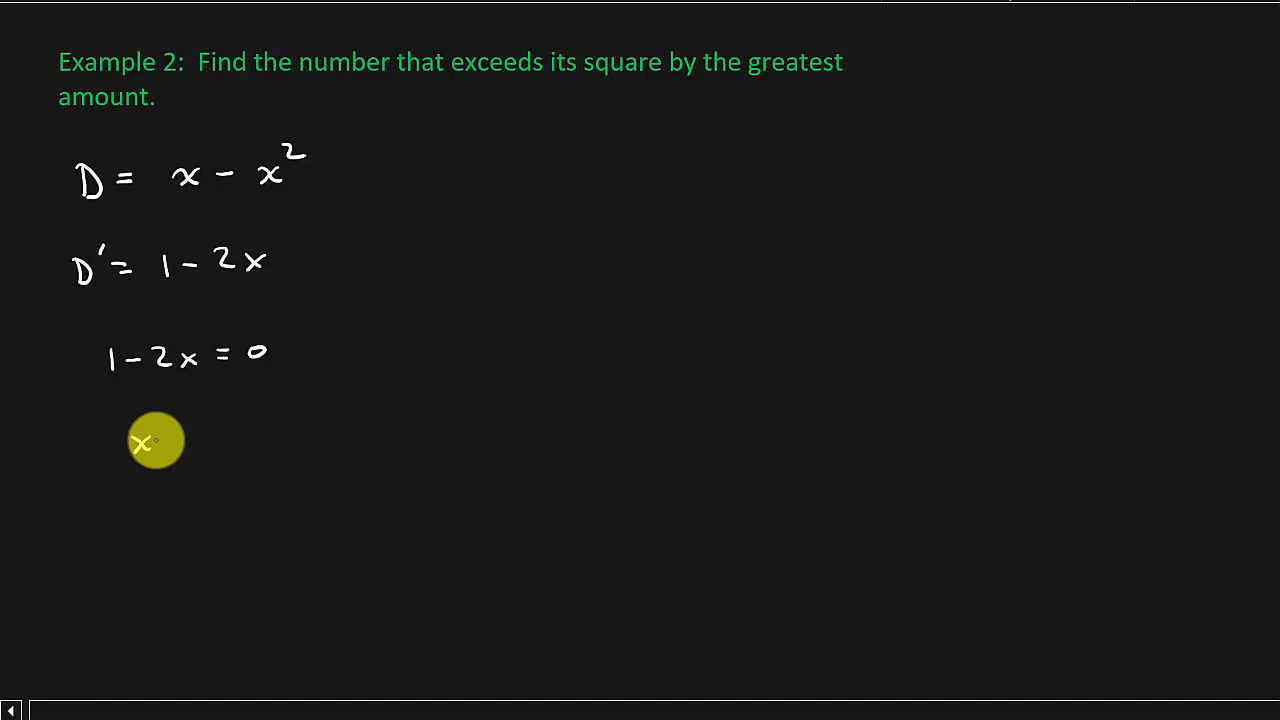 Example 2: Find the number that exceeds its square by the greatest
amount.
D = x - x²
D' = 1 - 2x
1 - 2x = 0
x